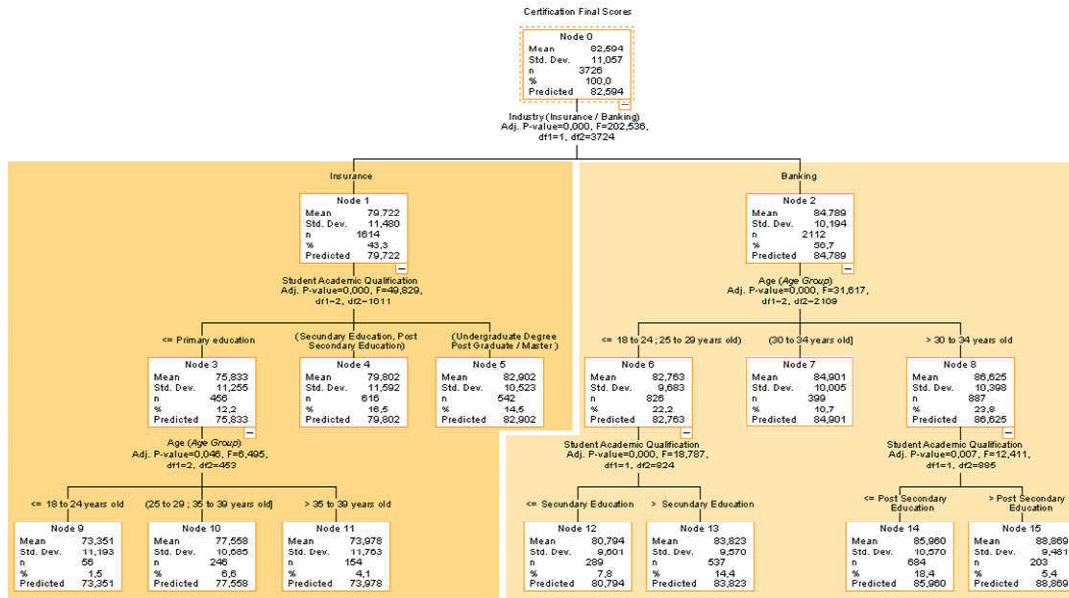 Certification Final Scores
Node 0
Mean 82,594
Std. Dev. 11,057
n 3726
% 100,0
Predicted 82,594
Industry (Insurance / Banking)
Adj. P-value=0,000, F=202,536,
df1=1, df2=3724
Insurance
Node 1
Mean 79,722
Std. Dev. 11,480
n 1614
% 43,3
Predicted 79,722
Student Academic Qualification
Adj. P-value=0,000, F=49,829,
df1=2, df2=1611
Banking
Node 2
Mean 84,789
Std. Dev. 10,194
n 2112
% 56,7
Predicted 84,789
Age (Age Group)
Adj. P-value=0,000, F=31,617,
df1=2, df2=2109
<= Primary education
Node 3
Mean 75,833
Std. Dev. 11,255
n 456
% 12,2
Predicted 75,833
Age (Age Group)
Adj. P-value=0,046, F=6,495,
df1=2, df2=453
(Secundary Education, Post
Secundary Education)
Node 4
Mean 79,802
Std. Dev. 11,592
n 616
% 16,5
Predicted 79,802
(Undergraduate Degree
Post Graduate / Master )
Node 5
Mean 82,902
Std. Dev. 10,523
n 542
% 14,5
Predicted 82,902
<= 18 to 24 ; 25 to 29 years old)
Node 6
Mean 82,763
Std. Dev. 9,683
n 826
% 22,2
Predicted 82,763
Student Academic Qualification
Adj. P-value=0,000, F=18,787,
df1=1, df2=824
(30 to 34 years old]
Node 7
Mean 84,901
Std. Dev. 10,005
n 399
% 10,7
Predicted 84,901
> 30 to 34 years old
Node 8
Mean 86,625
Std. Dev. 10,398
n 887
% 23,8
Predicted 86,625
Student Academic Qualification
Adj. P-value=0,007, F=12,411,
df1=1, df2=885
<= 18 to 24 years old
Node 9
Mean 73,351
Std. Dev. 11,193
n 56
% 1,5
Predicted 73,351
(25 to 29 ; 35 to 39 years old]
Node 10
Mean 77,558
Std. Dev. 10,685
n 246
% 6,6
Predicted 77,558
> 35 to 39 years old
Node 11
Mean 73,978
Std. Dev. 11,763
n 154
% 4,1
Predicted 73,978
<= Secundary Education
Node 12
Mean 80,794
Std. Dev. 9,601
n 289
% 7,8
Predicted 80,794
> Secundary Education
Node 13
Mean 83,823
Std. Dev. 9,570
n 537
% 14,4
Predicted 83,823
<= Post Secundary
Education
Node 14
Mean 85,960
Std. Dev. 10,570
n 684
% 18,4
Predicted 85,960
> Post Secundary
Education
Node 15
Mean 88,869
Std. Dev. 9,481
n 203
% 5,4
Predicted 88,869